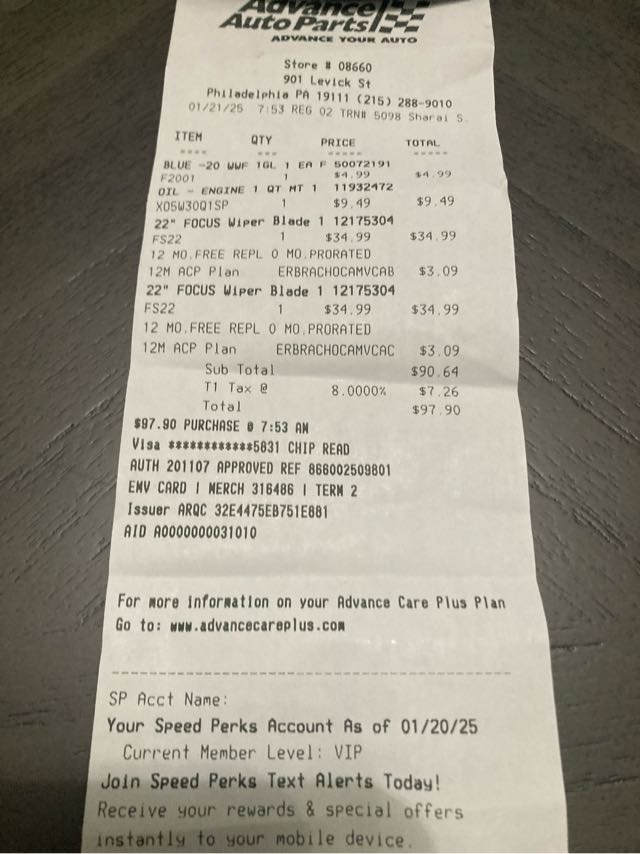 Advance
Auto Parts
ADVANCE YOUR AUTO
Store # 08660
901 Levick St
Philadelphia PA 19111 (215) 288-9010
01/21/25 7:53 REG 02 TRN# 5098 Sharai S.
ITEM QTY PRICE TOTAL
---- --- ----- -----
BLUE -20 WWF 1GL 1 EA F 50072191
F2001 1 $4.99 $4.99
OIL - ENGINE 1 QT MT 1 11932472
XO5W30Q1SP 1 $9.49 $9.49
22" FOCUS Wiper Blade 1 12175304
FS22 1 $34.99 $34.99
12 MO.FREE REPL 0 MO.PRORATED
12M ACP Plan ERBRACHOCAMVCAB $3.09
22" FOCUS Wiper Blade 1 12175304
FS22 1 $34.99 $34.99
12 MO.FREE REPL 0 MO.PRORATED
12M ACP Plan ERBRACHOCAMVCAC $3.09
Sub Total $90.64
T1 Tax @ 8.0000% $7.26
Total $97.90
$97.90 PURCHASE @ 7:53 AM
Visa ************5831 CHIP READ
AUTH 201107 APPROVED REF 866002509801
EMV CARD | MERCH 316486 | TERM 2
Issuer ARQC 32E4475EB751E881
AID A0000000031010
For more information on your Advance Care Plus Plan
Go to: www.advancecareplus.com
--------------------------------------------
SP Acct Name:
Your Speed Perks Account As of 01/20/25
Current Member Level: VIP
Join Speed Perks Text Alerts Today!
Receive your rewards & special offers
instantly to your mobile device.